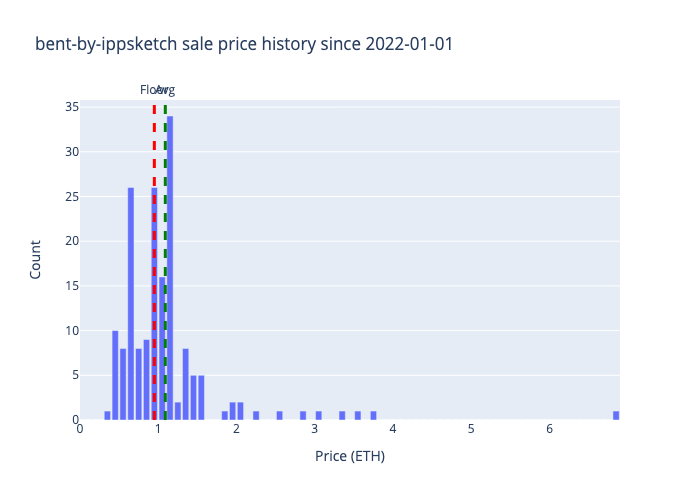 bent-by-ippsketch sale price history since 2022-01-01
Floor Avg
35
30
25
20
15
10
5
0
Count
0 1 2 3 4 5 6
Price (ETH)